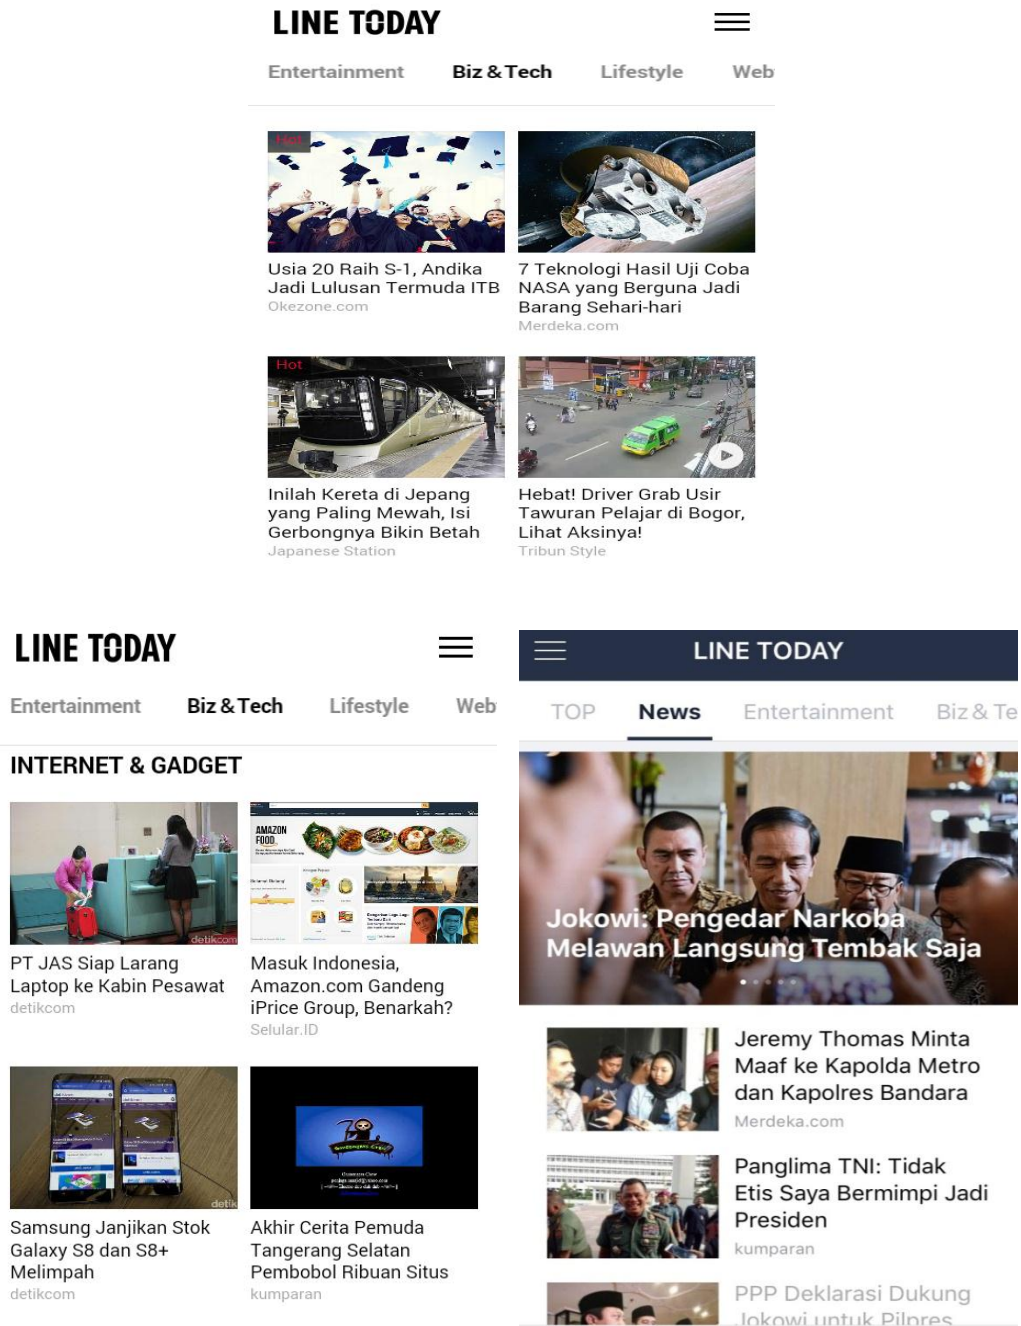 LINE TODAY
Entertainment Biz & Tech Lifestyle Web
Hot
Usia 20 Raih S-1, Andika
Jadi Lulusan Termuda ITB
Okezone.com
7 Teknologi Hasil Uji Coba
NASA yang Berguna Jadi
Barang Sehari-hari
Merdeka.com
Hot
Inilah Kereta di Jepang
yang Paling Mewah, Isi
Gerbongnya Bikin Betah
Japanese Station
Hebat! Driver Grab Usir
Tawuran Pelajar di Bogor,
Lihat Aksinya!
Tribun Style
LINE TODAY
Entertainment Biz & Tech Lifestyle Web
INTERNET & GADGET
detikcom
PT JAS Siap Larang
Laptop ke Kabin Pesawat
detikcom
AMAZON
FOOD
Masuk Indonesia,
Amazon.com Gandeng
iPrice Group, Benarkah?
Selular.ID
detik
Samsung Janjikan Stok
Galaxy S8 dan S8+
Melimpah
detikcom
Akhir Cerita Pemuda
Tangerang Selatan
Pembobol Ribuan Situs
kumparan
LINE TODAY
TOP News Entertainment Biz & Te
Jokowi: Pengedar Narkoba
Melawan Langsung Tembak Saja
Jeremy Thomas Minta
Maaf ke Kapolda Metro
dan Kapolres Bandara
Merdeka.com
Panglima TNI: Tidak
Etis Saya Bermimpi Jadi
Presiden
kumparan
PPP Deklarasi Dukung
Jokowi untuk Pilpres